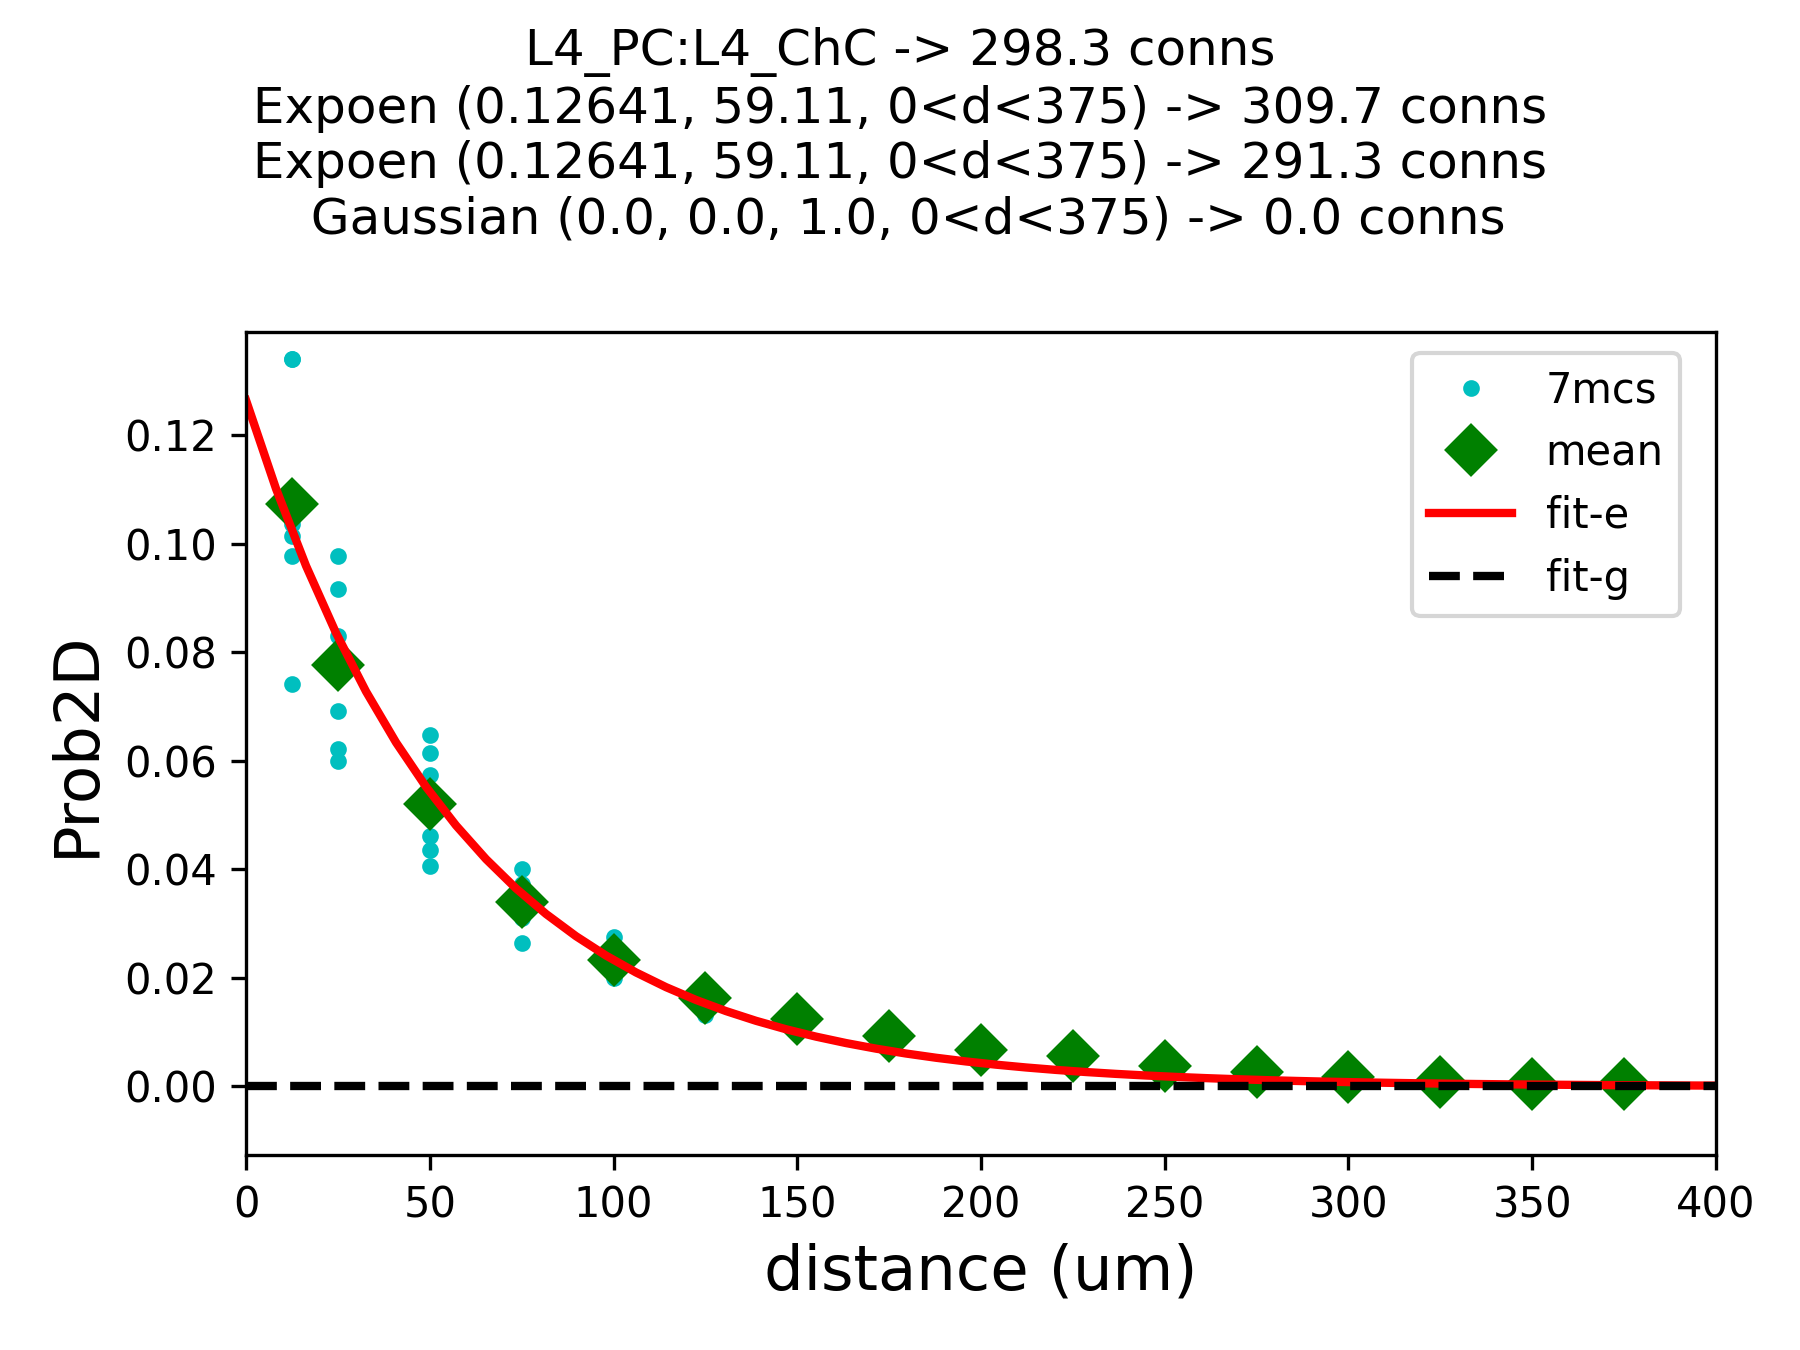 L4_PC:L4_ChC -> 298.3 conns
Expoen (0.12641, 59.11, 0<d<375) -> 309.7 conns
Expoen (0.12641, 59.11, 0<d<375) -> 291.3 conns
Gaussian (0.0, 0.0, 1.0, 0<d<375) -> 0.0 conns
7mcs
mean
fit-e
fit-g
Prob2D
0.12
0.10
0.08
0.06
0.04
0.02
0.00
0 50 100 150 200 250 300 350 400
distance (um)